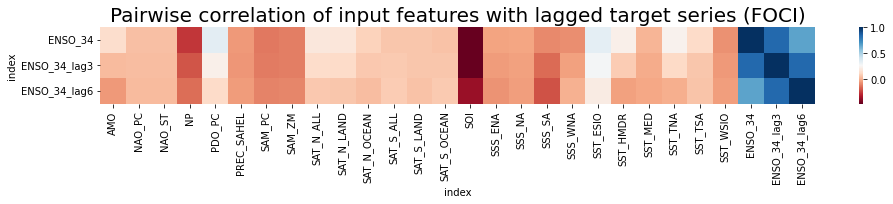 Pairwise correlation of input features with lagged target series (FOCI)
index
ENSO_34
ENSO_34_lag3
ENSO_34_lag6
1.0
0.5
0.0
AMO
NAO_PC
NAO_ST
NP
PDO_PC
PREC_SAHEL
SAM_PC
SAM_ZM
SAT_N_ALL
SAT_N_LAND
SAT_N_OCEAN
SAT_S_ALL
SAT_S_LAND
SAT_S_OCEAN
SOI
SSS_ENA
SSS_NA
SSS_SA
SSS_WNA
SST_ESIO
SST_HMDR
SST_MED
SST_TNA
SST_TSA
SST_WSIO
ENSO_34
ENSO_34_lag3
ENSO_34_lag6
index